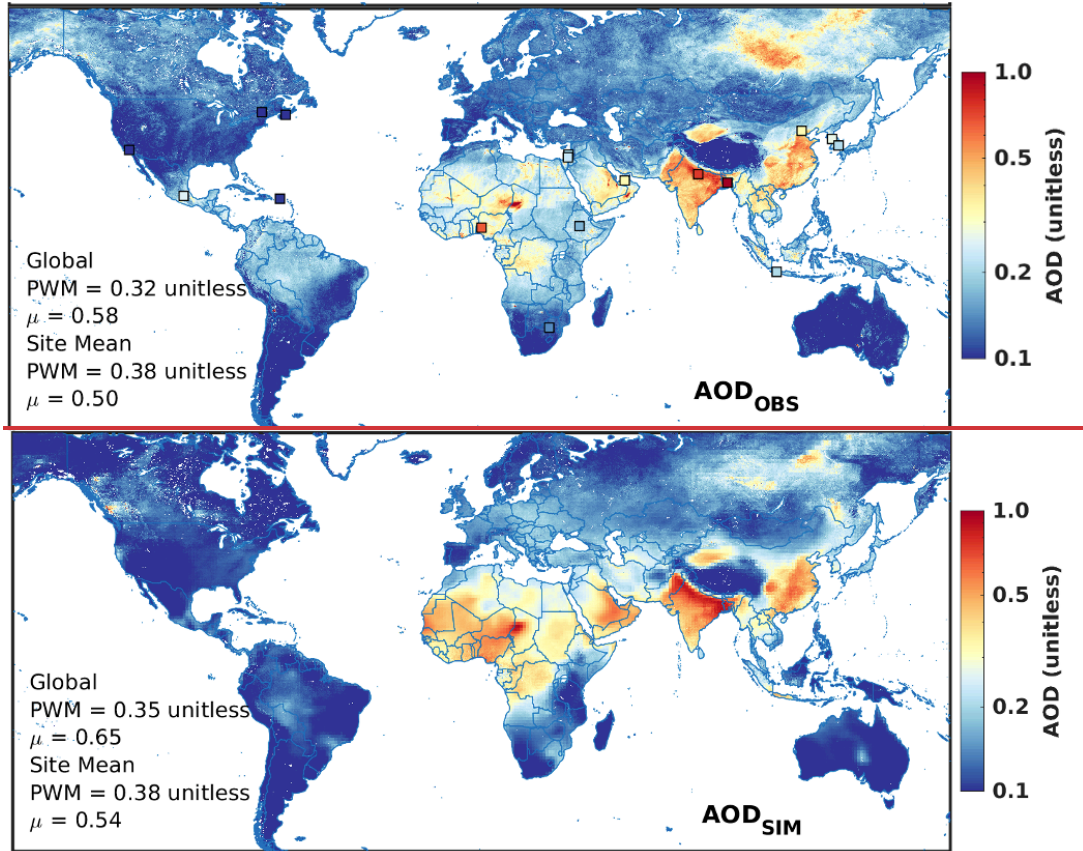 Global
PWM = 0.32 unitless
μ = 0.58
Site Mean
PWM = 0.38 unitless
μ = 0.50
AOD_OBS
1.0
0.5
0.2
0.1
AOD (unitless)
Global
PWM = 0.35 unitless
μ = 0.65
Site Mean
PWM = 0.38 unitless
μ = 0.54
AOD_SIM
1.0
0.5
0.2
0.1
AOD (unitless)